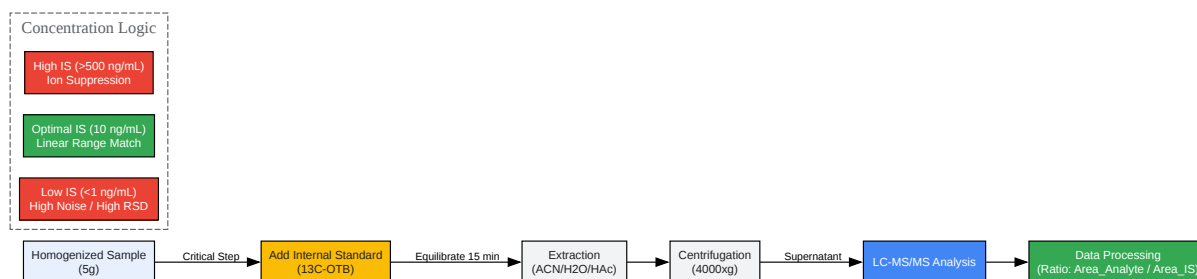 Concentration Logic
High IS (>500 ng/mL)
Ion Suppression
Optimal IS (10 ng/mL)
Linear Range Match
Low IS (<1 ng/mL)
High Noise / High RSD
Homogenized Sample
(5g)
Critical Step
Add Internal Standard
(13C-OTB)
Equilibrate 15 min
Extraction
(ACN/H2O/HAc)
Centrifugation
(4000xg)
Supernatant
LC-MS/MS Analysis
Data Processing
(Ratio: Area_Analyte / Area_IS)